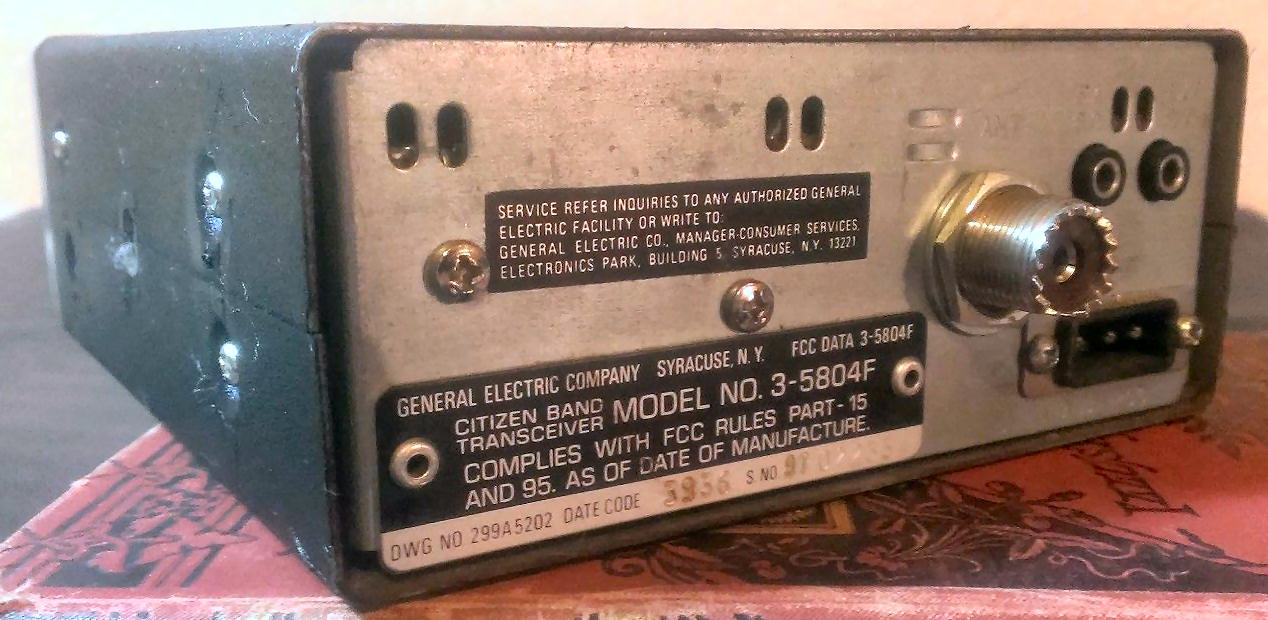 SERVICE REFER INQUIRIES TO ANY AUTHORIZED GENERAL
ELECTRIC FACILITY OR WRITE TO:
GENERAL ELECTRIC CO., MANAGER-CONSUMER SERVICES,
ELECTRONICS PARK, BUILDING 5, SYRACUSE, N.Y. 13221
GENERAL ELECTRIC COMPANY SYRACUSE, N.Y. FCC DATA 3-5804F
CITIZEN BAND
TRANSCEIVER MODEL NO. 3-5804F
COMPLIES WITH FCC RULES PART-15
AND 95. AS OF DATE OF MANUFACTURE.
DWG NO 299A5202 DATE CODE S NO